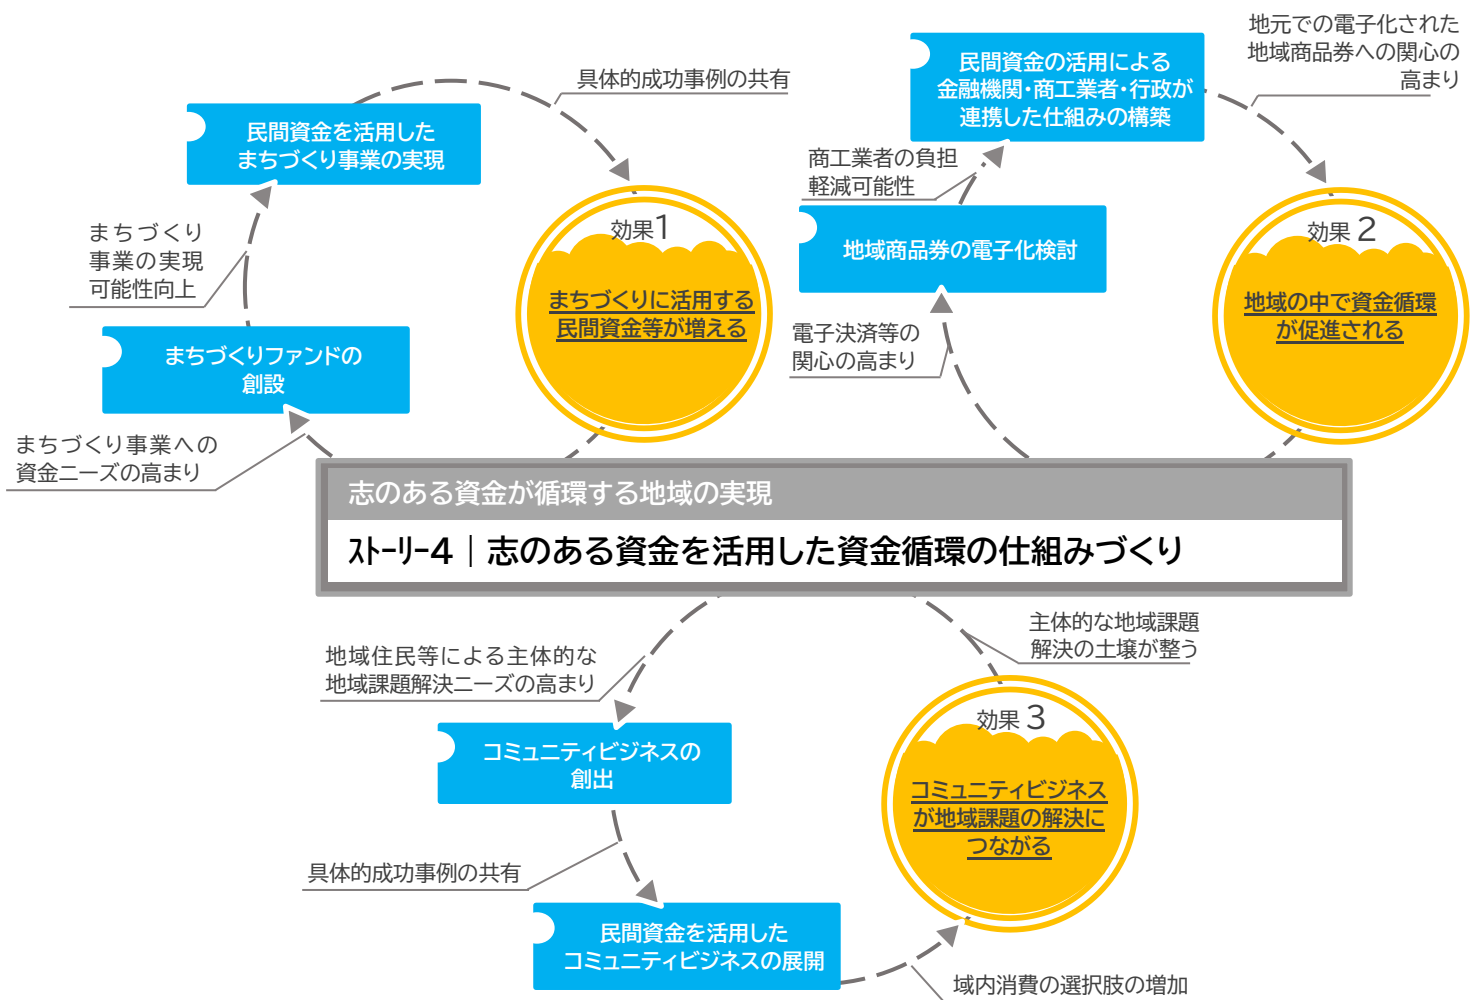 具体的成功事例の共有
民間資金を活用した
まちづくり事業の実現
まちづくり
事業の実現
可能性向上
まちづくりファンドの
創設
まちづくり事業への
資金ニーズの高まり
効果1
まちづくりに活用する
民間資金等が増える
地元での電子化された
地域商品券への関心の
高まり
民間資金の活用による
金融機関・商工業者・行政が
連携した仕組みの構築
商工業者の負担
軽減可能性
地域商品券の電子化検討
電子決済等の
関心の高まり
効果2
地域の中で資金循環
が促進される
志のある資金が循環する地域の実現
ｽﾄｰﾘｰ4｜志のある資金を活用した資金循環の仕組みづくり
地域住民等による主体的な
地域課題解決ニーズの高まり
コミュニティビジネスの
創出
具体的成功事例の共有
民間資金を活用した
コミュニティビジネスの展開
主体的な地域課題
解決の土壌が整う
効果3
コミュニティビジネス
が地域課題の解決に
つながる
域内消費の選択肢の増加